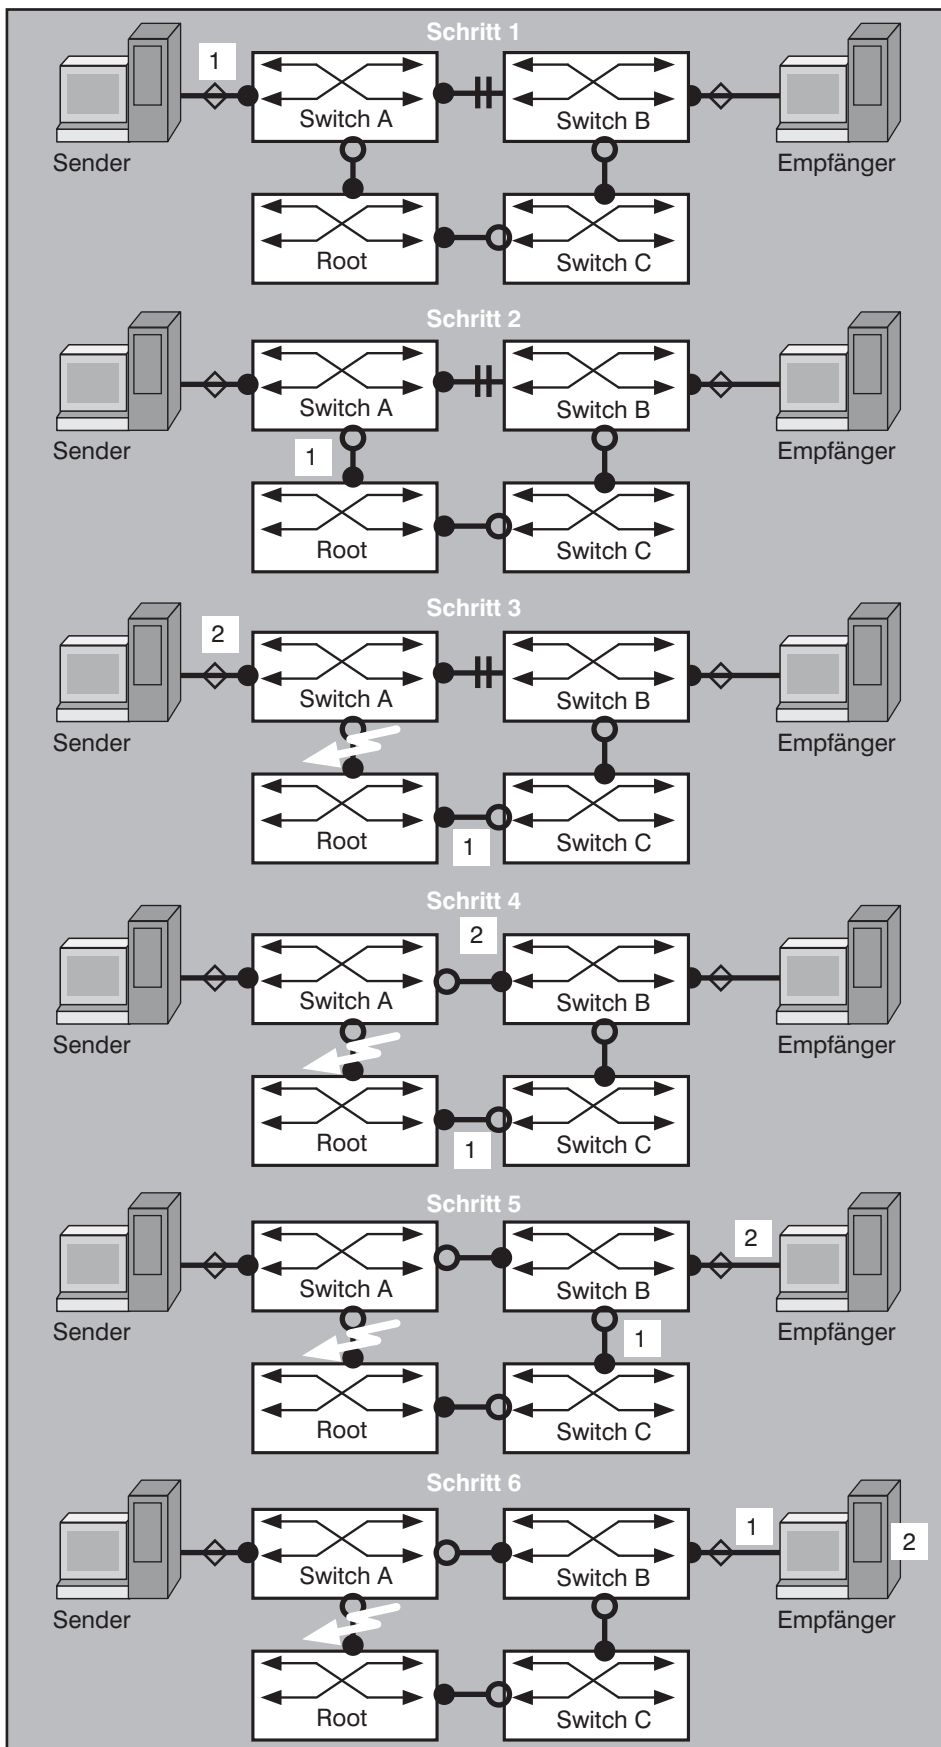 Schritt 1
1
Switch A
Switch B
Sender
Empfänger
Root
Switch C
Schritt 2
Switch A
Switch B
Sender
1
Empfänger
Root
Switch C
Schritt 3
2
Switch A
Switch B
Sender
Empfänger
Root
1
Switch C
Schritt 4
2
Switch A
Switch B
Sender
Empfänger
Root
1
Switch C
Schritt 5
2
Switch A
Switch B
Sender
1
Empfänger
Root
Switch C
Schritt 6
1
2
Switch A
Switch B
Sender
Empfänger
Root
Switch C